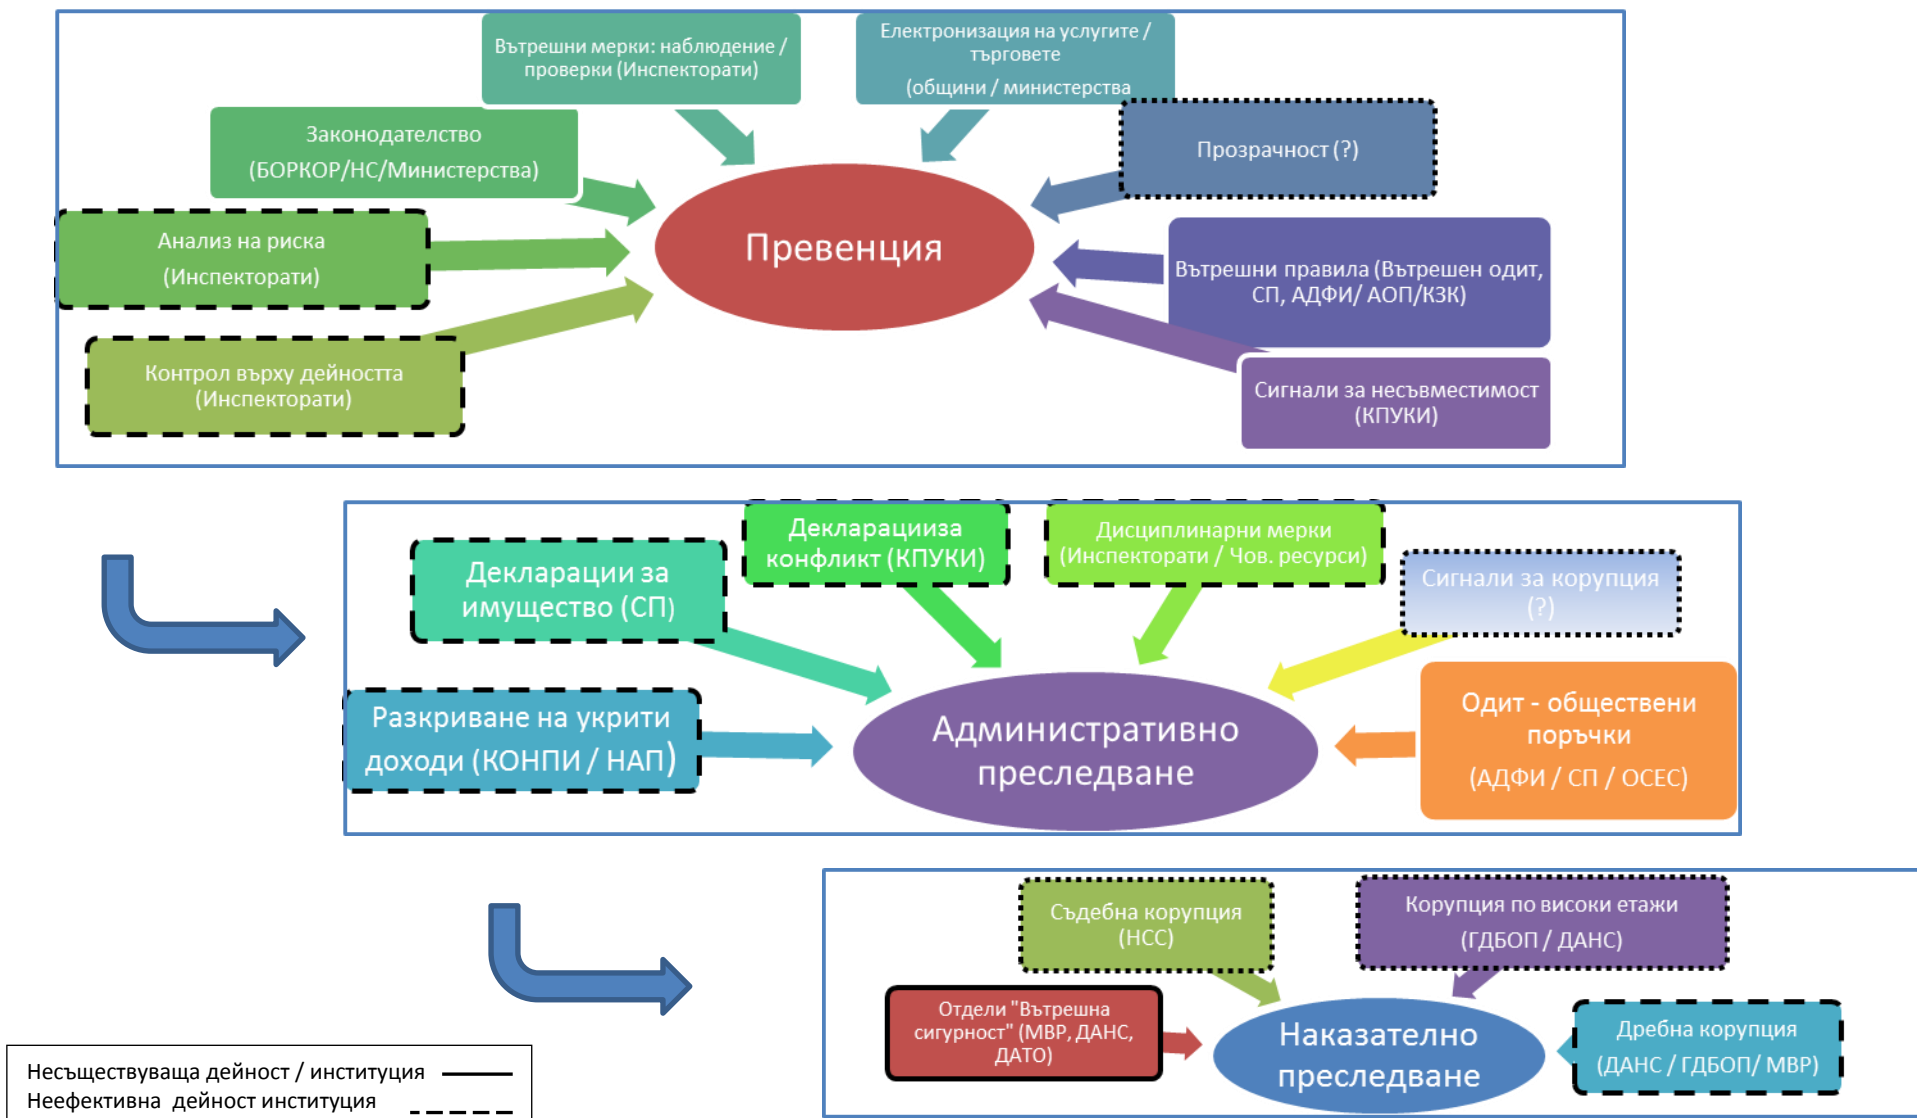 Вътрешни мерки: наблюдение /
проверки (Инспекторати)
Електронизация на услугите /
търговете
(общини / министерства
Законодателство
(БОРКОР/НС/Министерства)
Прозрачност (?)
Анализ на риска
(Инспекторати)
Превенция
Вътрешни правила (Вътрешен одит,
СП, АДФИ/ АОП/КЗК)
Контрол върху дейността
(Инспекторати)
Сигнали за несъвместимост
(КПУКИ)
Декларации за
имущество (СП)
Декларацииза
конфликт (КПУКИ)
Дисциплинарни мерки
(Инспекторати / Чов. ресурси)
Сигнали за корупция
(?)
Разкриване на укрити
доходи (КОНПИ / НАП)
Административно
преследване
Одит - обществени
поръчки
(АДФИ / СП / ОСЕС)
Съдебна корупция
(НСС)
Корупция по високи етажи
(ГДБОП / ДАНС)
Отдели "Вътрешна
сигурност" (МВР, ДАНС,
ДАТО)
Наказателно
преследване
Дребна корупция
(ДАНС / ГДБОП/ МВР)
Несъществуваща дейност / институция
Неефективна дейност институция